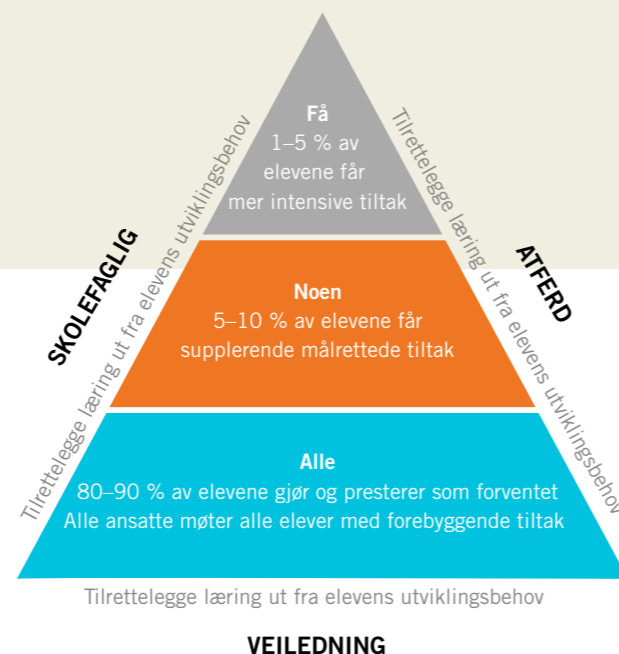 Få
1–5 % av
elevene får
mer intensive tiltak
Noen
5–10 % av elevene får
supplerende målrettede tiltak
Alle
80–90 % av elevene gjør og presterer som forventet
Alle ansatte møter alle elever med forebyggende tiltak
SKOLEFAGLIG
Tilrettelegge læring ut fra elevens utviklingsbehov
ATFERD
Tilrettelegge læring ut fra elevens utviklingsbehov
Tilrettelegge læring ut fra elevens utviklingsbehov
VEILEDNING